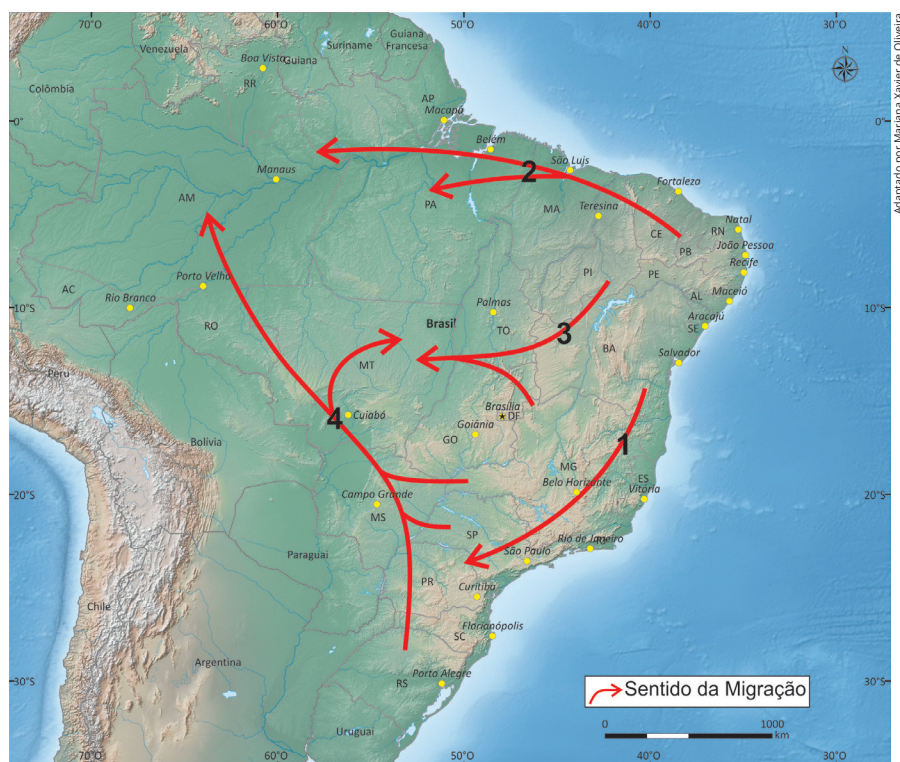 70°O
60°O
50°O
40°O
30°O
Venezuela
Suriname
Guiana
Francesa
Boa Vista
Guiana
RR
Colômbia
AP
Macapá
N
0°
0°
Belém
São Luís
2
Manaus
Fortaleza
AM
PA
MA
Teresina
CE
RN
Natal
PB
João Pessoa
Recife
PI
PE
Porto Velho
AC
Rio Branco
Palmas
AL
Maceió
10°S
10°S
RO
Brasil
TO
3
SE
Aracajú
BA
Salvador
MT
Peru
4
Cuiabá
Brasília
DF
Goiânia
GO
1
Bolívia
MG
Belo Horizonte
ES
Vitória
20°S
20°S
Campo Grande
MS
SP
Rio de Janeiro
São Paulo
Paraguai
PR
Curitiba
Chile
Florianópolis
SC
Argentina
RS
Porto Alegre
30°S
30°S
Sentido da Migração
Uruguai
0
1000
km
70°O
60°O
50°O
40°O
30°O
Adaptado por Mariana Xavier de Oliveira